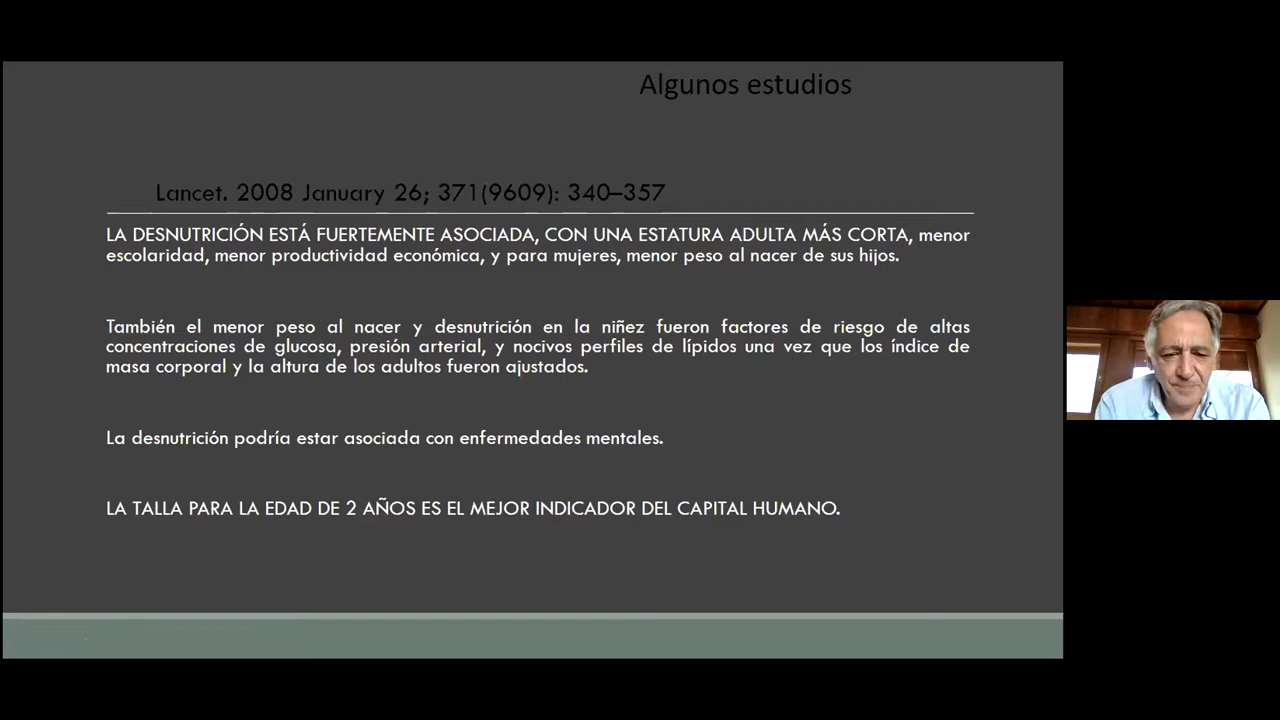 Algunos estudios
Lancet. 2008 January 26; 371(9609): 340–357
LA DESNUTRICIÓN ESTÁ FUERTEMENTE ASOCIADA, CON UNA ESTATURA ADULTA MÁS CORTA, menor
escolaridad, menor productividad económica, y para mujeres, menor peso al nacer de sus hijos.
También el menor peso al nacer y desnutrición en la niñez fueron factores de riesgo de altas
concentraciones de glucosa, presión arterial, y nocivos perfiles de lípidos una vez que los índice de
masa corporal y la altura de los adultos fueron ajustados.
La desnutrición podría estar asociada con enfermedades mentales.
LA TALLA PARA LA EDAD DE 2 AÑOS ES EL MEJOR INDICADOR DEL CAPITAL HUMANO.